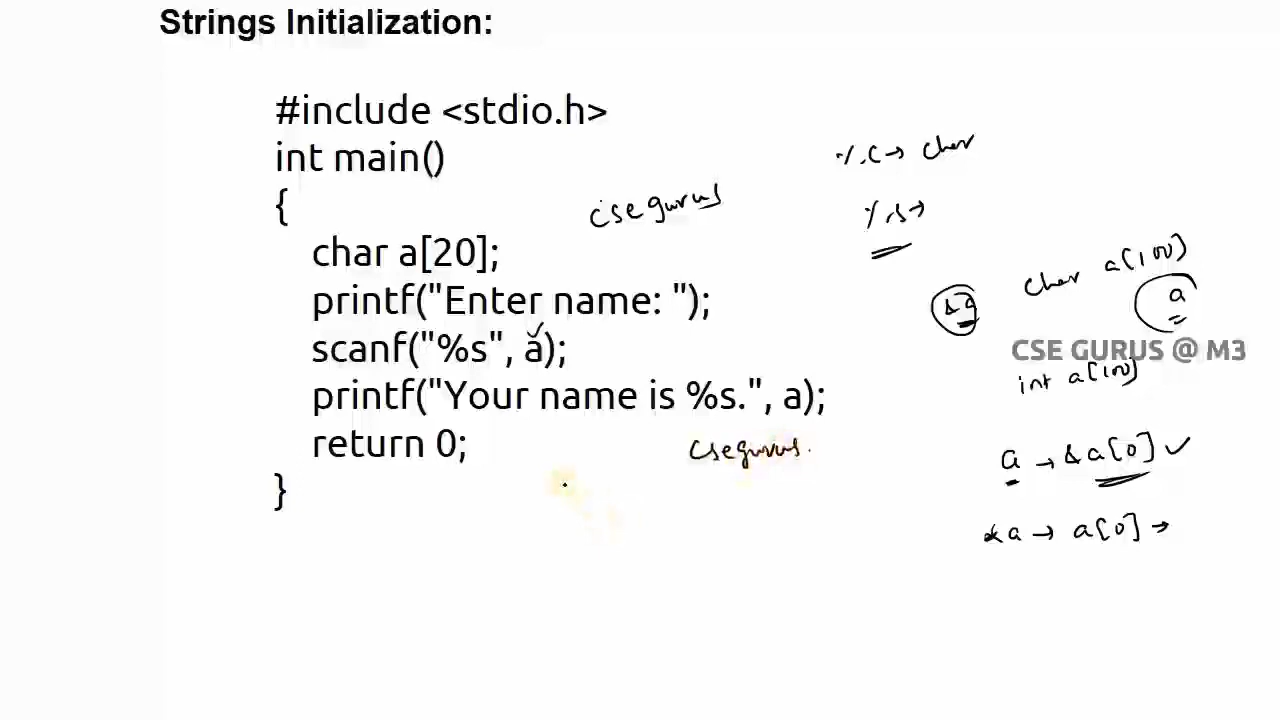 Strings Initialization:
#include <stdio.h>
int main()
{
char a[20];
printf("Enter name: ");
scanf("%s", a);
printf("Your name is %s.", a);
return 0;
}
csegurus
csegurus.
%c→ char
%s→
&a
char a[100]
a
CSE GURUS @ M3
int a[100]
a → &a[0] ✓
*a → a[0] →